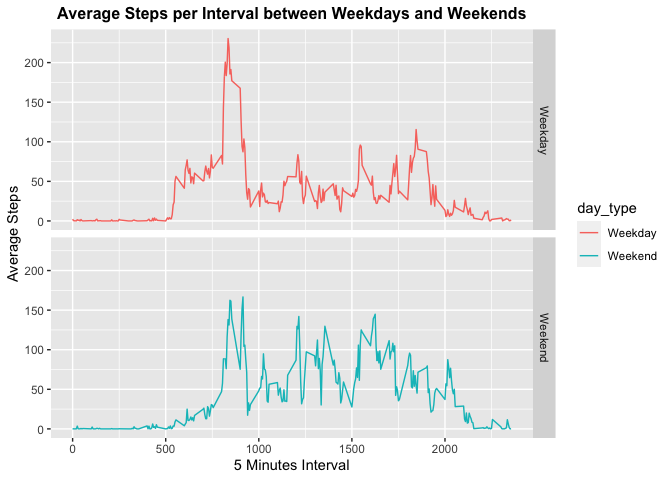 Average Steps per Interval between Weekdays and Weekends
Average Steps
200
150
100
50
0
Weekday
200
150
100
50
0
Weekend
0 500 1000 1500 2000
5 Minutes Interval
day_type
Weekday
Weekend